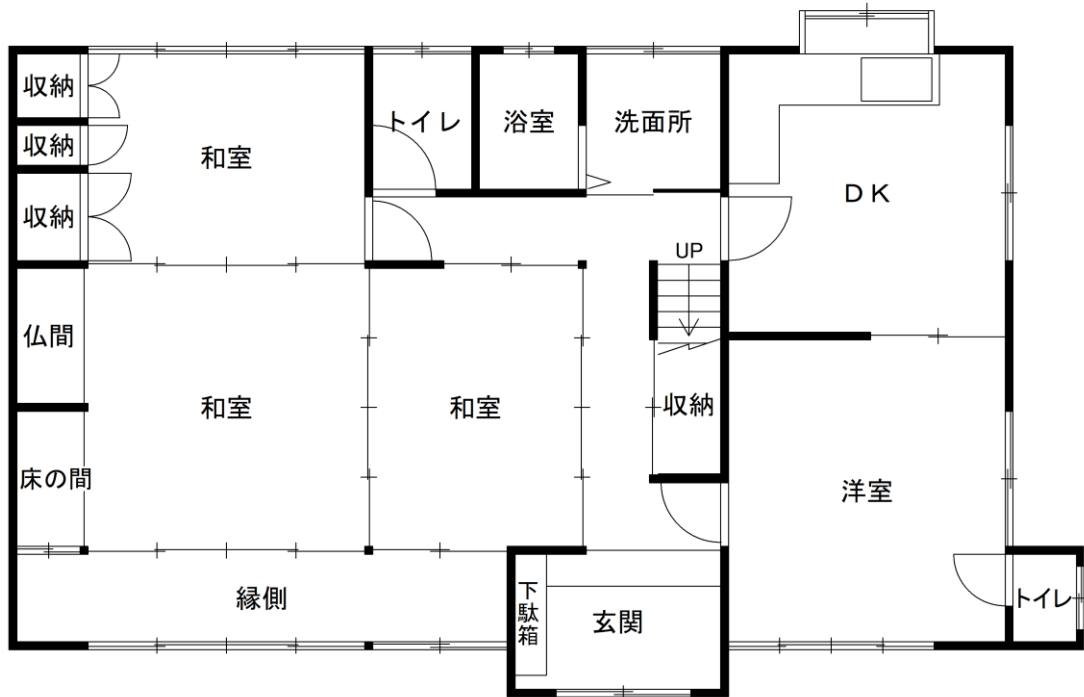 収納
トイレ
浴室
洗面所
収納
和室
DK
収納
UP
仏間
和室
和室
収納
床の間
洋室
縁側
下駄箱
玄関
トイレ